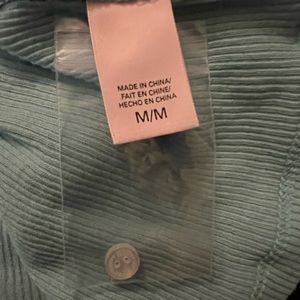 MADE IN CHINA/
FAIT EN CHINE/
HECHO EN CHINA
M/M